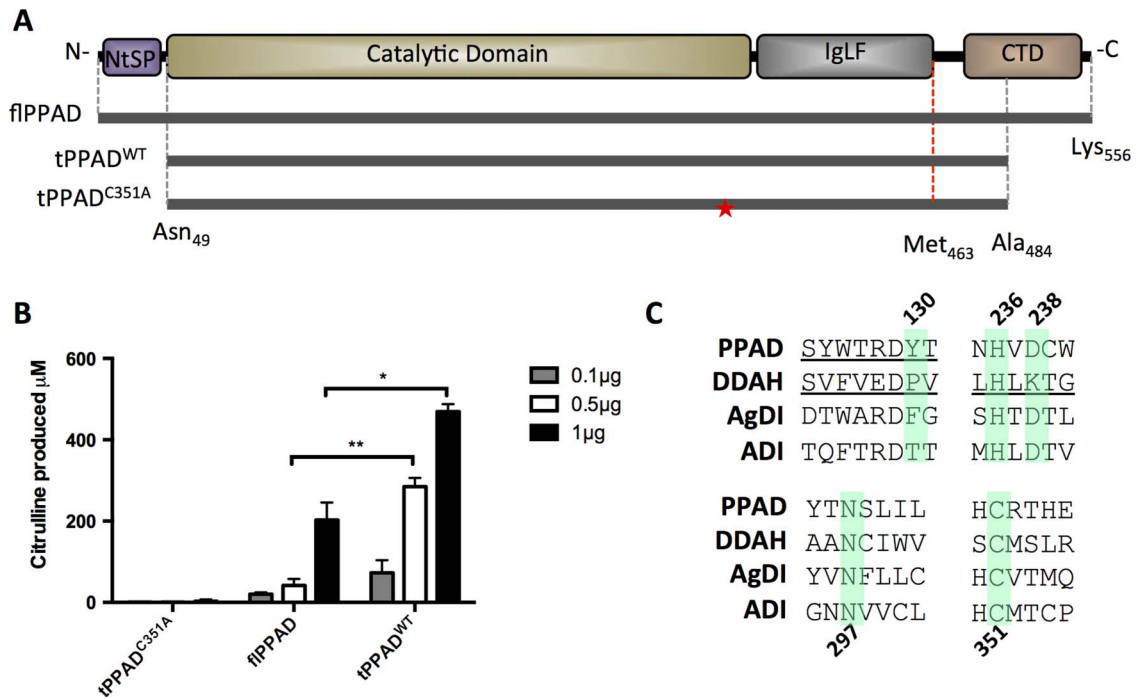 A
N- NtSP Catalytic Domain IgLF CTD -C
flPPAD
Lys556
tPPADWT
tPPADC351A
Asn49 Met463 Ala484
B
Citrulline produced μM
600
400
200
0
* 
**
0.1μg
0.5μg
1μg
tPPADC351A flPPAD tPPADWT
C
130 236 238
PPAD SYWTRDYT NHVDCW
DDAH SVFVEDPV LHLKTG
AgDI DTWARDFG SHTDTL
ADI TQFTRDTT MHLDTV
PPAD YTNSLIL HCRTHE
DDAH AANCIWV SCMSLR
AgDI YVNFLLC HCVTMQ
ADI GNNVVCL HCMTCP
297 351